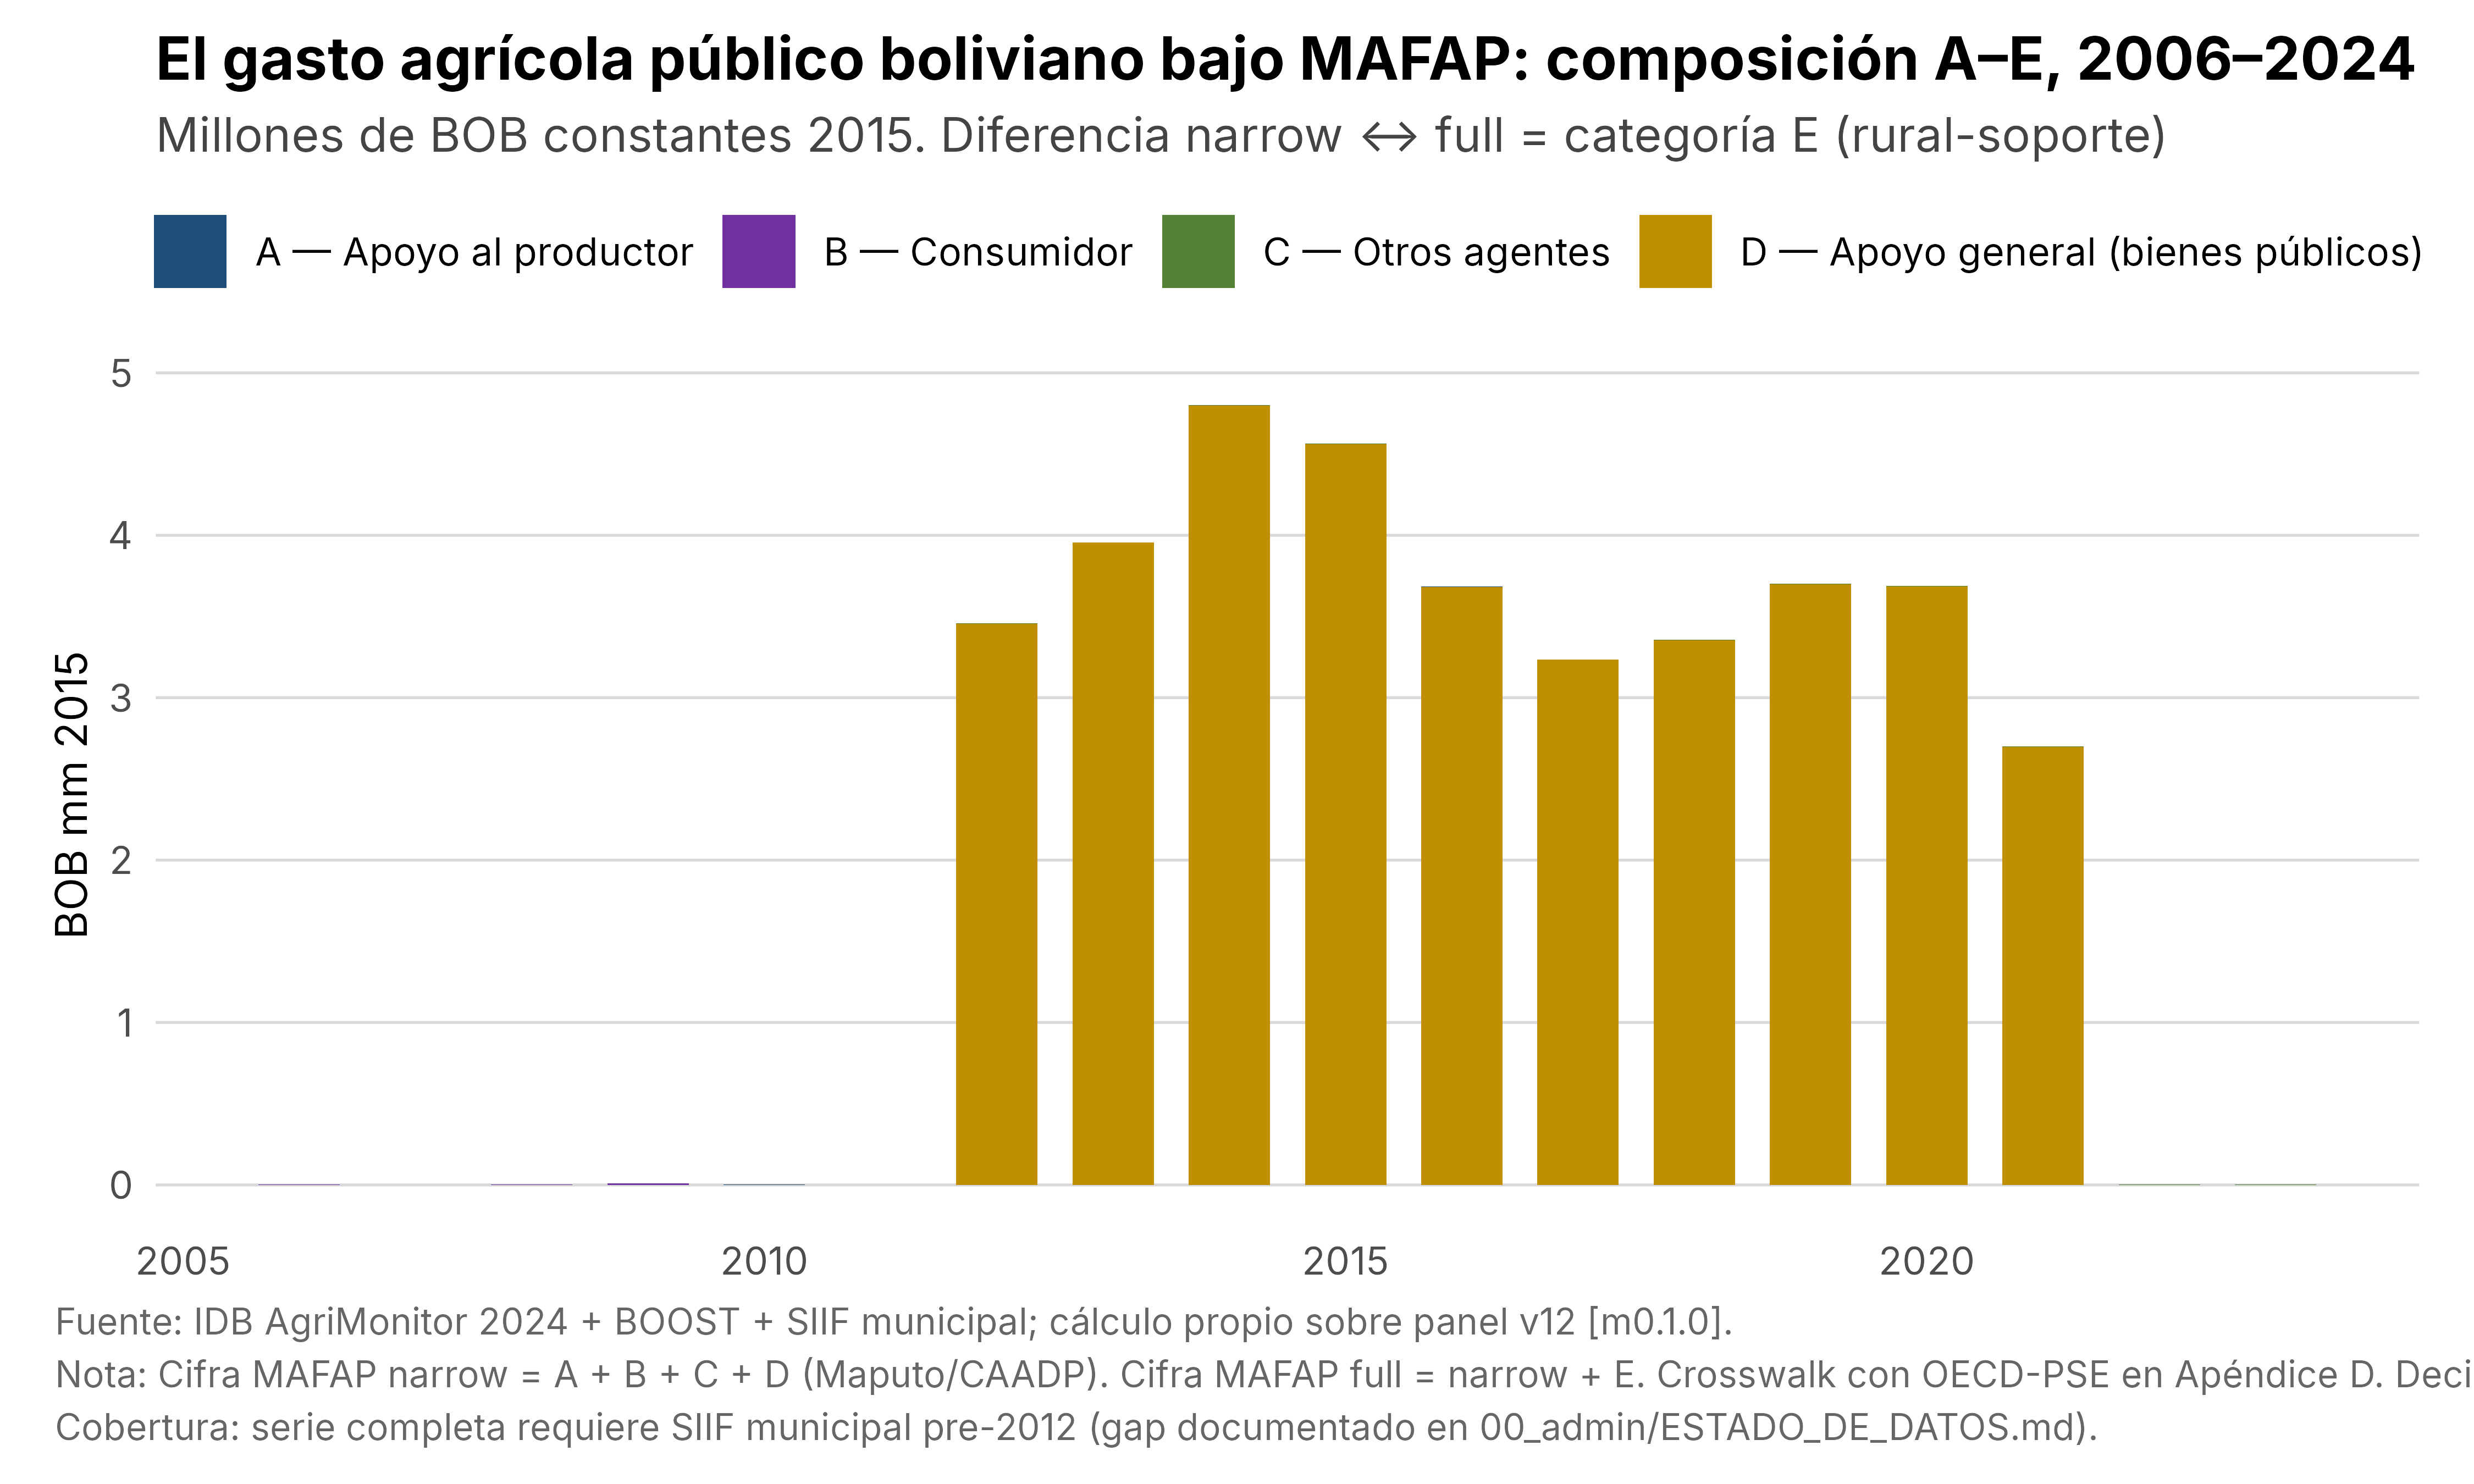 El gasto agrícola público boliviano bajo MAFAP: composición A–E, 2006–2024
Millones de BOB constantes 2015. Diferencia narrow ↔ full = categoría E (rural-soporte)
A — Apoyo al productor
B — Consumidor
C — Otros agentes
D — Apoyo general (bienes públicos)
5
4
3
2
1
0
BOB mm 2015
2005
2010
2015
2020
Fuente: IDB AgriMonitor 2024 + BOOST + SIIF municipal; cálculo propio sobre panel v12 [m0.1.0].
Nota: Cifra MAFAP narrow = A + B + C + D (Maputo/CAADP). Cifra MAFAP full = narrow + E. Crosswalk con OECD-PSE en Apéndice D. Deci
Cobertura: serie completa requiere SIIF municipal pre-2012 (gap documentado en 00_admin/ESTADO_DE_DATOS.md).